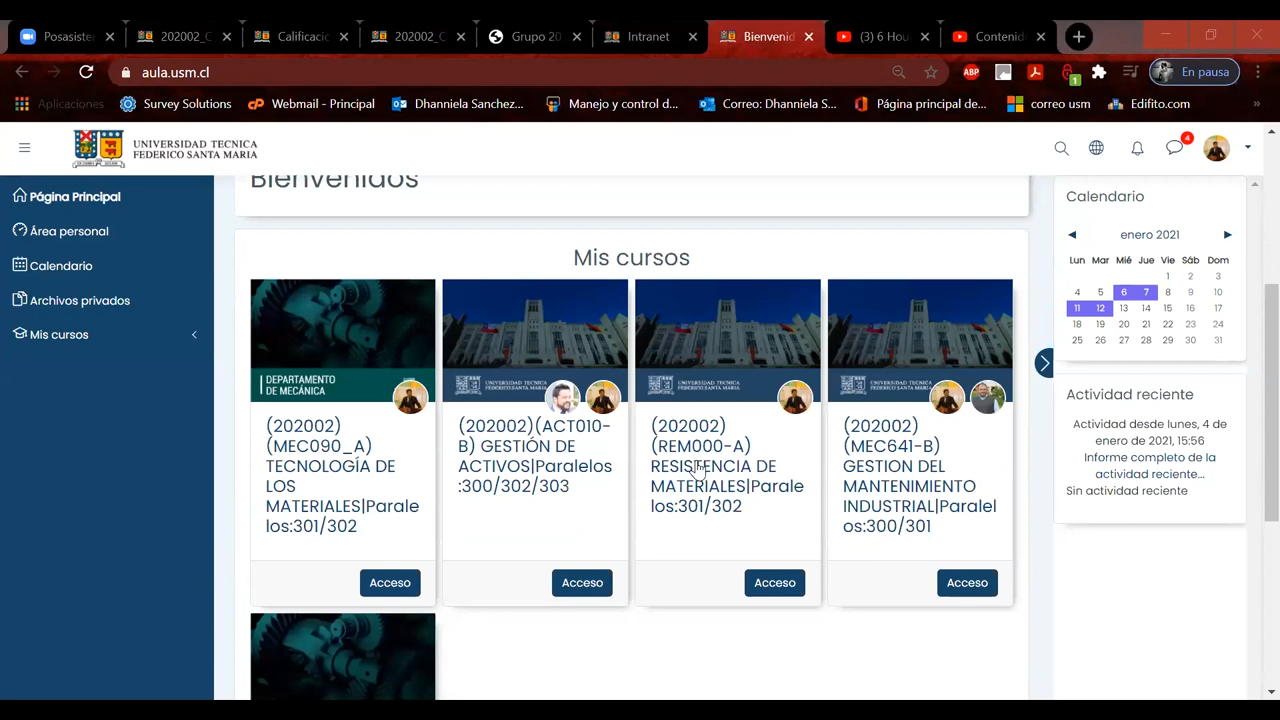 Posasiste
202002_C
Calificacio
202002_C
Grupo 20
Intranet
Bienvenid
(3) 6 Hou
Contenid
aula.usm.cl
ABP
1
En pausa
Aplicaciones
Survey Solutions
Webmail - Principal
Dhanniela Sanchez...
Manejo y control d...
Correo: Dhanniela S...
Página principal de...
correo usm
Edifito.com
»
UNIVERSIDAD TECNICA
FEDERICO SANTA MARIA
4
Página Principal
Área personal
Calendario
Archivos privados
Mis cursos
Bienvenidos
Mis cursos
DEPARTAMENTO
DE MECÁNICA
(202002)
(MEC090_A)
TECNOLOGÍA DE
LOS
MATERIALES|Parale
los:301/302
Acceso
(202002)(ACT010-
B) GESTIÓN DE
ACTIVOS|Paralelos
:300/302/303
Acceso
(202002)
(REM000-A)
RESISTENCIA DE
MATERIALES|Parale
los:301/302
Acceso
(202002)
(MEC641-B)
GESTION DEL
MANTENIMIENTO
INDUSTRIAL|Paralel
os:300/301
Acceso
Calendario
◄ enero 2021 ►
Lun Mar Mié Jue Vie Sáb Dom
1 2 3
4 5 6 7 8 9 10
11 12 13 14 15 16 17
18 19 20 21 22 23 24
25 26 27 28 29 30 31
Actividad reciente
Actividad desde lunes, 4 de
enero de 2021, 15:56
Informe completo de la
actividad reciente...
Sin actividad reciente